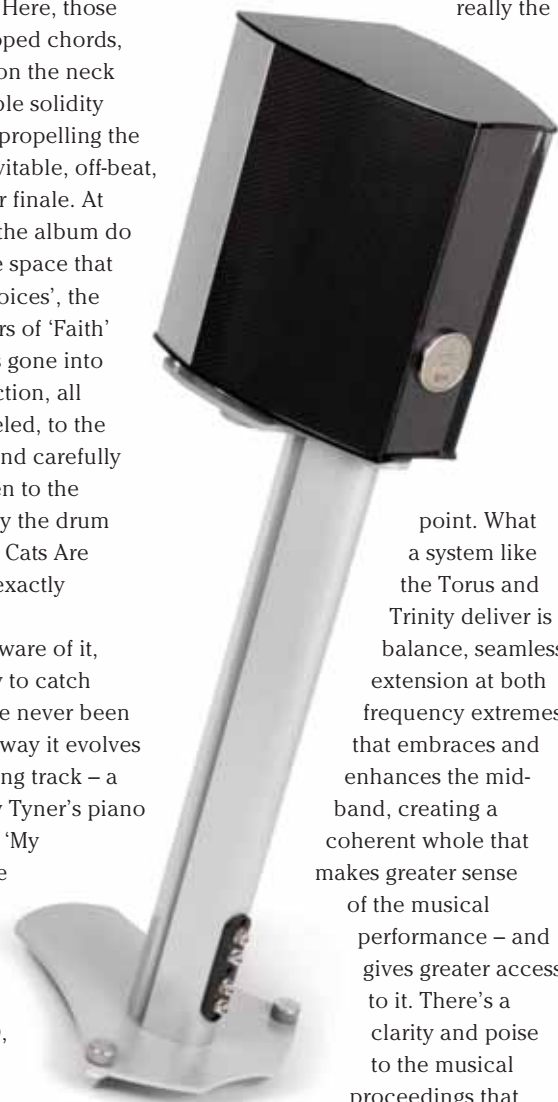 Here, those
pped chords,
on the neck
ble solidity
propelling the
vitable, off-beat,
r finale. At
the album do
e space that
oices’, the
rs of ‘Faith’
s gone into
ction, all
eled, to the
nd carefully
en to the
y the drum
Cats Are
exactly
ware of it,
y to catch
e never been
way it evolves
ng track – a
y Tyner’s piano
‘My
e
really the
point. What
a system like
the Torus and
Trinity deliver is
balance, seamless
extension at both
frequency extremes
that embraces and
enhances the mid-
band, creating a
coherent whole that
makes greater sense
of the musical
performance – and
gives greater access
to it. There’s a
clarity and poise
to the musical
proceedings that